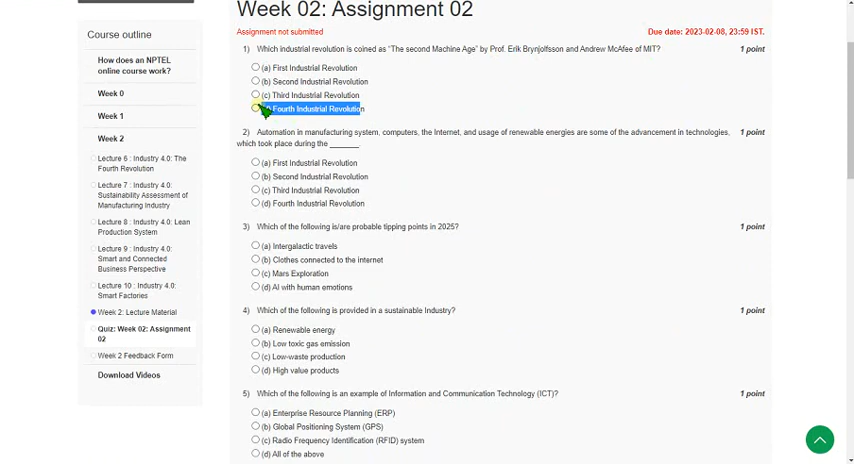 Week 02: Assignment 02
Assignment not submitted
Due date: 2023-02-08, 23:59 IST.
Course outline
How does an NPTEL
online course work?
Week 0
Week 1
Week 2
Lecture 6 : Industry 4.0: The
Fourth Revolution
Lecture 7 : Industry 4.0:
Sustainability Assessment of
Manufacturing Industry
Lecture 8 : Industry 4.0: Lean
Production System
Lecture 9 : Industry 4.0:
Smart and Connected
Business Perspective
Lecture 10 : Industry 4.0:
Smart Factories
Week 2: Lecture Material
Quiz: Week 02: Assignment
02
Week 2 Feedback Form
Download Videos
1) Which industrial revolution is coined as “The second Machine Age” by Prof. Erik Brynjolfsson and Andrew McAfee of MIT? 1 point
(a) First Industrial Revolution
(b) Second Industrial Revolution
(c) Third Industrial Revolution
Fourth Industrial Revolution
2) Automation in manufacturing system, computers, the Internet, and usage of renewable energies are some of the advancement in technologies, 1 point
which took place during the _______.
(a) First Industrial Revolution
(b) Second Industrial Revolution
(c) Third Industrial Revolution
(d) Fourth Industrial Revolution
3) Which of the following is/are probable tipping points in 2025? 1 point
(a) Intergalactic travels
(b) Clothes connected to the internet
(c) Mars Exploration
(d) AI with human emotions
4) Which of the following is provided in a sustainable Industry? 1 point
(a) Renewable energy
(b) Low toxic gas emission
(c) Low-waste production
(d) High value products
5) Which of the following is an example of Information and Communication Technology (ICT)? 1 point
(a) Enterprise Resource Planning (ERP)
(b) Global Positioning System (GPS)
(c) Radio Frequency Identification (RFID) system
(d) All of the above